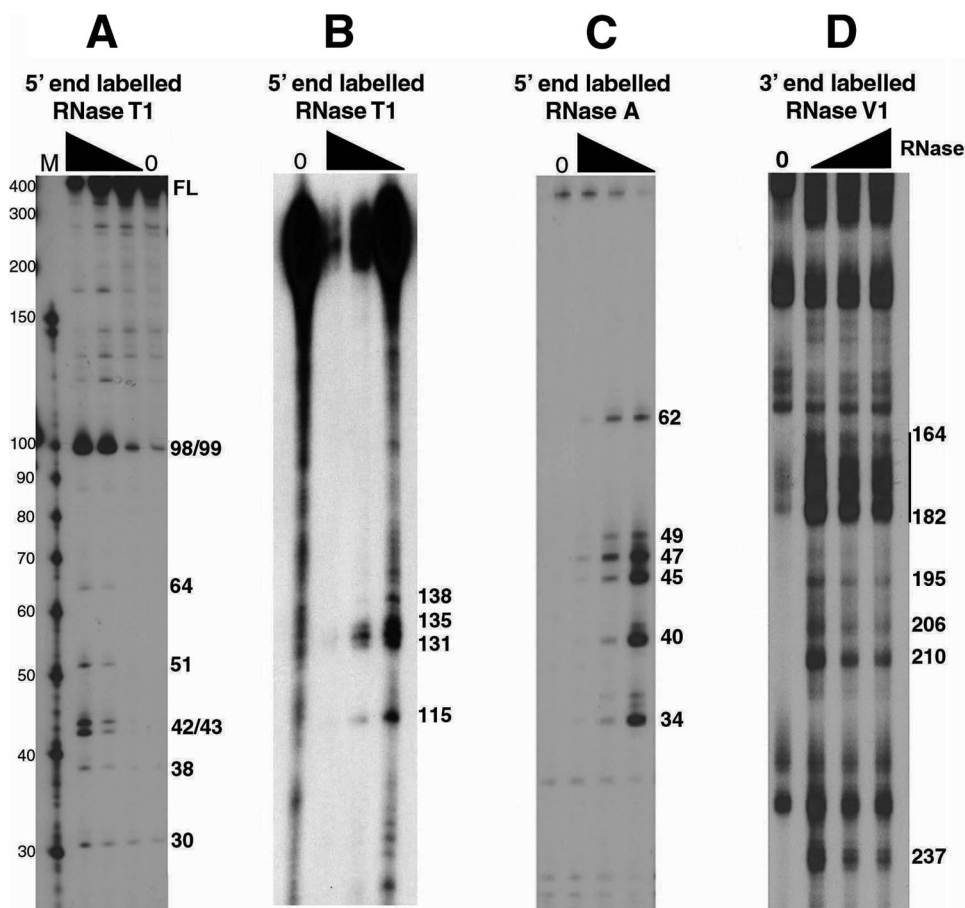 A
B
C
D
5' end labelled
RNase T1
5' end labelled
RNase T1
5' end labelled
RNase A
3' end labelled
RNase V1
M
0
0
0
0
RNase
400
300
200
150
100
90
80
70
60
50
40
30
FL
98/99
64
51
42/43
38
30
138
135
131
115
62
49
47
45
40
34
164
182
195
206
210
237